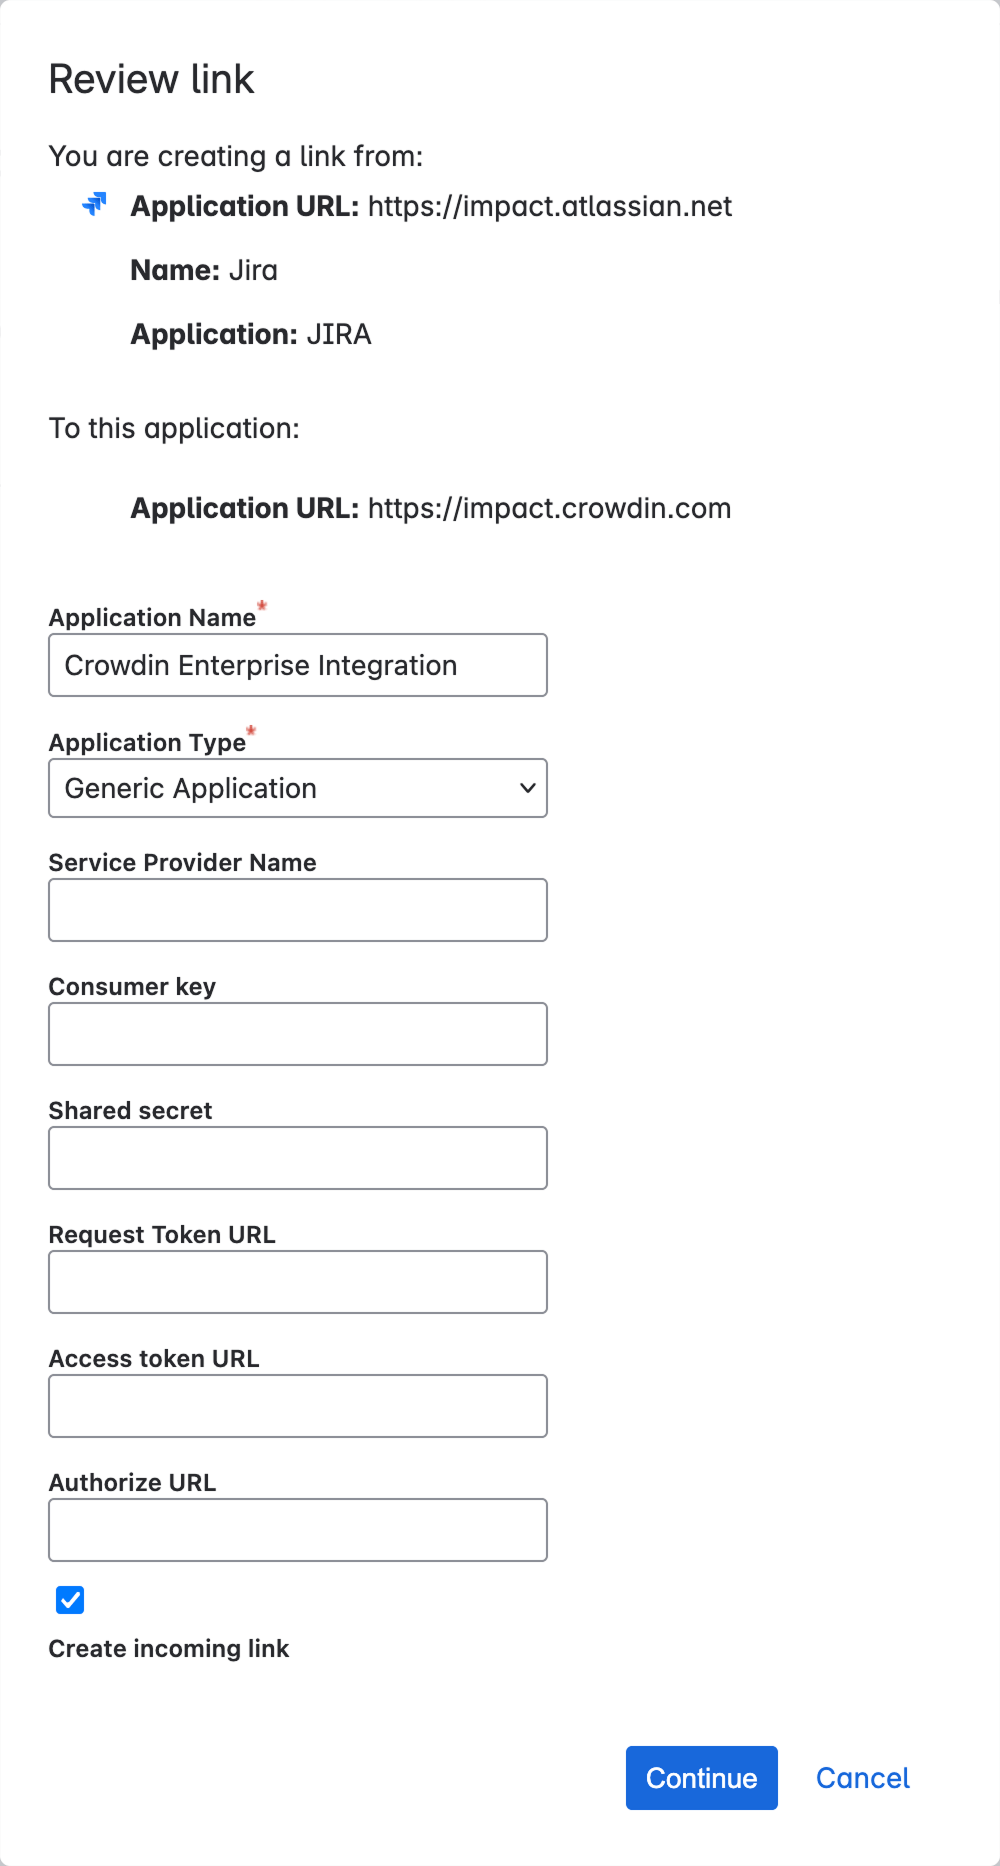 Review link
You are creating a link from:
Application URL: https://impact.atlassian.net
Name: Jira
Application: JIRA
To this application:
Application URL: https://impact.crowdin.com
Application Name*
Crowdin Enterprise Integration
Application Type*
Generic Application
Service Provider Name
Consumer key
Shared secret
Request Token URL
Access token URL
Authorize URL
Create incoming link
Continue Cancel